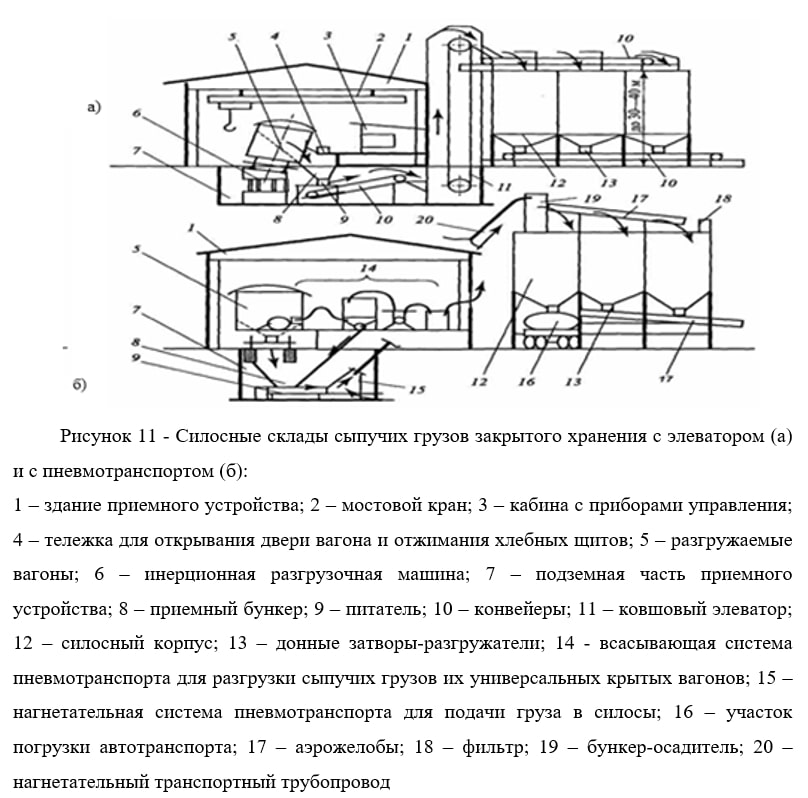 5 4 3 2 1 10
а)
6
7
до 30—40 м
8 9 10 11 12 13 10
20 19 17 18
1 14
5
7
8
9
б)
15 12 16 13 17
Рисунок 11 - Силосные склады сыпучих грузов закрытого хранения с элеватором (а)
и с пневмотранспортом (б):
1 – здание приемного устройства; 2 – мостовой кран; 3 – кабина с приборами управления;
4 – тележка для открывания двери вагона и отжимания хлебных щитов; 5 – разгружаемые
вагоны; 6 – инерционная разгрузочная машина; 7 – подземная часть приемного
устройства; 8 – приемный бункер; 9 – питатель; 10 – конвейеры; 11 – ковшовый элеватор;
12 – силосный корпус; 13 – донные затворы-разгружатели; 14 - всасывающая система
пневмотранспорта для разгрузки сыпучих грузов их универсальных крытых вагонов; 15 –
нагнетательная система пневмотранспорта для подачи груза в силосы; 16 – участок
погрузки автотранспорта; 17 – аэрожелобы; 18 – фильтр; 19 – бункер-осадитель; 20 –
нагнетательный транспортный трубопровод